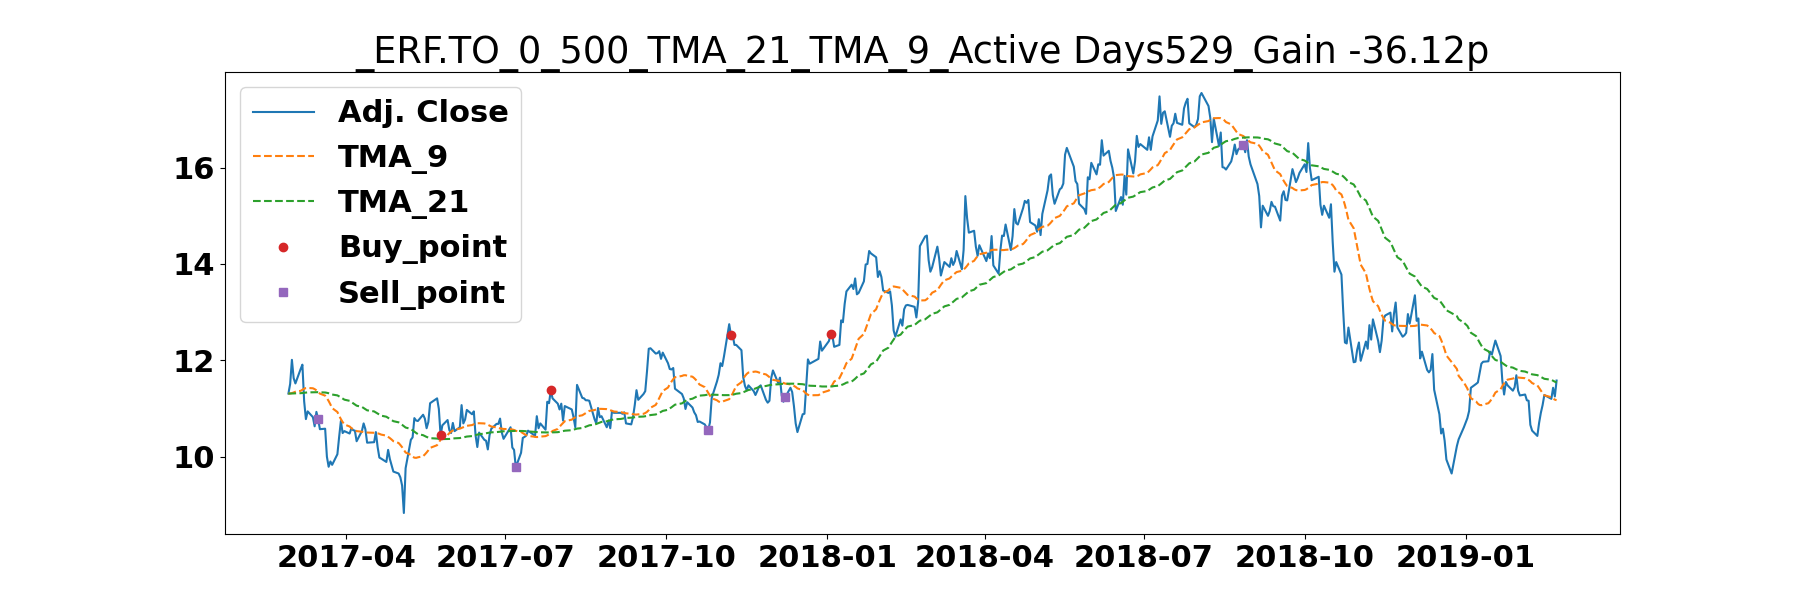 _ERF.TO_0_500_TMA_21_TMA_9_Active Days529_Gain -36.12p
Adj. Close
TMA_9
TMA_21
Buy_point
Sell_point
16
14
12
10
2017-04 2017-07 2017-10 2018-01 2018-04 2018-07 2018-10 2019-01